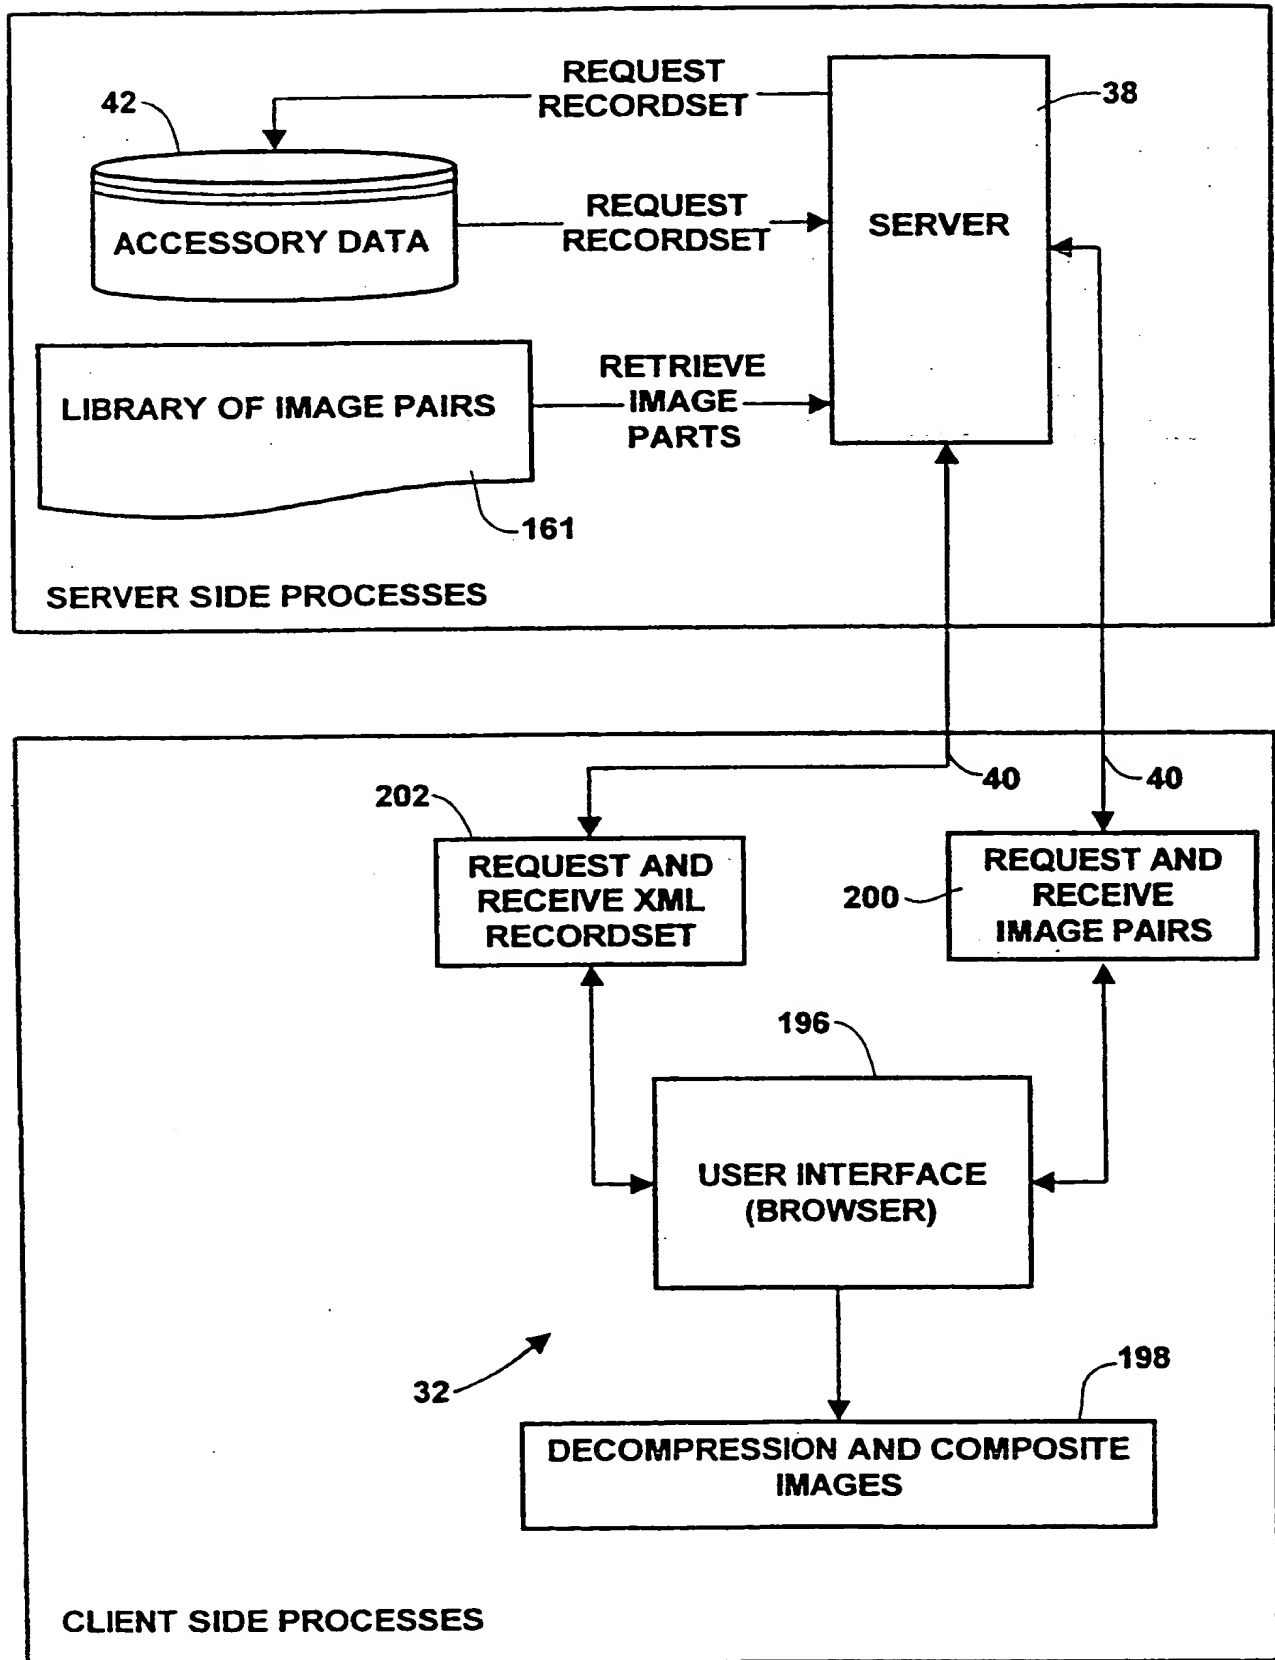 REQUEST
RECORDSET
42
38
ACCESSORY DATA
REQUEST
RECORDSET
SERVER
LIBRARY OF IMAGE PAIRS
RETRIEVE
IMAGE
PARTS
161
SERVER SIDE PROCESSES
40
40
202
REQUEST AND
RECEIVE XML
RECORDSET
200
REQUEST AND
RECEIVE
IMAGE PAIRS
196
USER INTERFACE
(BROWSER)
32
198
DECOMPRESSION AND COMPOSITE
IMAGES
CLIENT SIDE PROCESSES